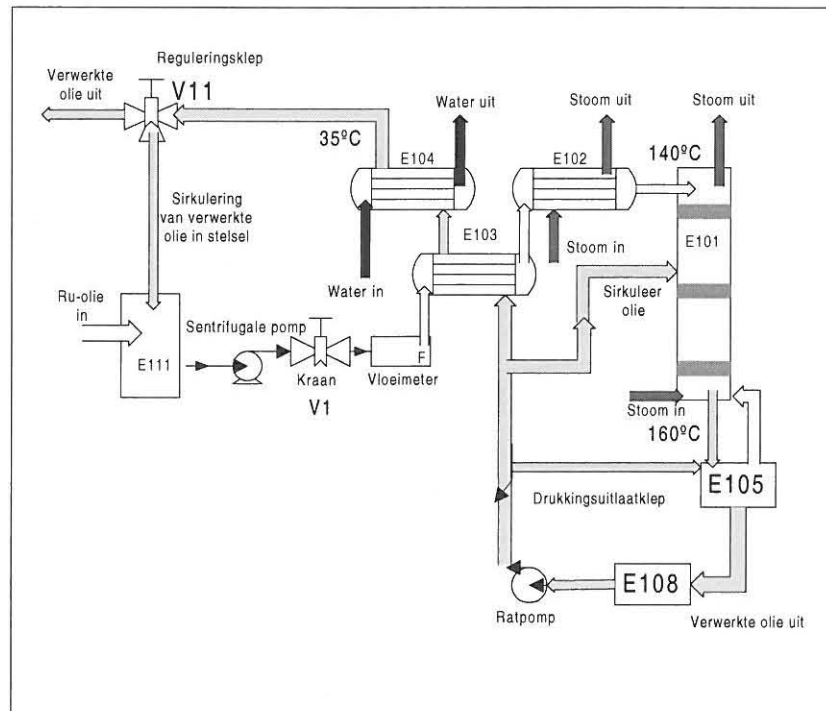 Reguleringsklep
Verwerkte
olie uit
V11
Water uit
Stoom uit
Stoom uit
35ºC
E104
E102
140ºC
Sirkulering
van verwerkte
olie in stelsel
E103
E101
Stoom in
Water in
Sirkuleer
olie
Ru-olie
in
Sentrifugale pomp
E111
F
Kraan
Vloeimeter
V1
Stoom in
160ºC
E105
Drukkingsuitlaatklep
E108
Ratpomp
Verwerkte olie uit